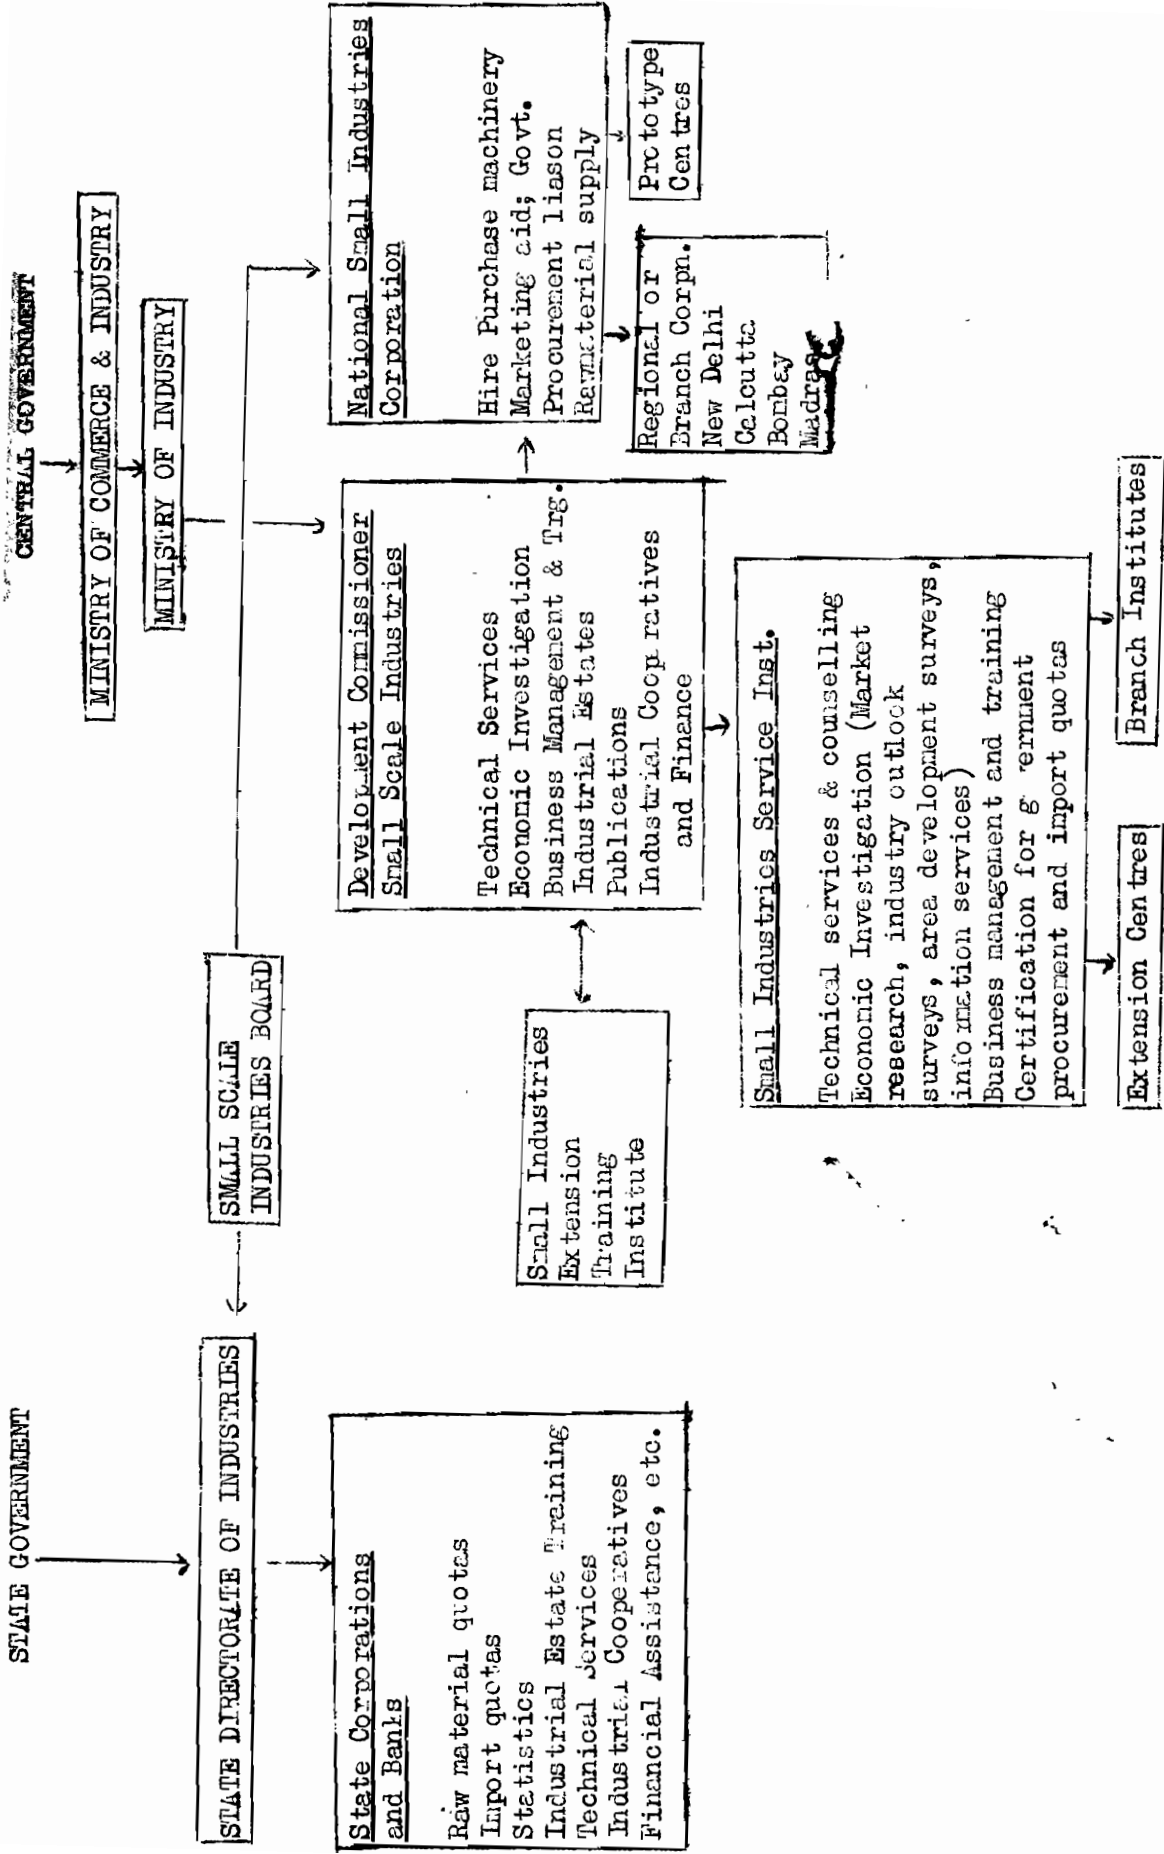 STATE GOVERNMENT
CENTRAL GOVERNMENT
MINISTRY OF COMMERCE & INDUSTRY
MINISTRY OF INDUSTRY
STATE DIRECTORATE OF INDUSTRIES
SMALL SCALE
INDUSTRIES BOARD
State Corporations
and Banks
Raw material quotas
Import quotas
Statistics
Industrial Estate Training
Technical Services
Industrial Cooperatives
Financial Assistance, etc.
Small Industries
Extension
Training
Institute
Development Commissioner
Small Scale Industries
Technical Services
Economic Investigation
Business Management & Trg.
Industrial Estates
Publications
Industrial Coop ratives
and Finance
National Small Industries
Corporation
Hire Purchase machinery
Marketing aid; Govt.
Procurement liason
Rawmaterial supply
Regional or
Branch Corpn.
New Delhi
Calcutta
Bombay
Madras
Prototype
Centres
Small Industries Service Inst.
Technical services & counselling
Economic Investigation (Market
research, industry outlook
surveys, area development surveys,
information services)
Business management and training
Certification for g ernment
procurement and import quotas
Extension Centres
Branch Institutes